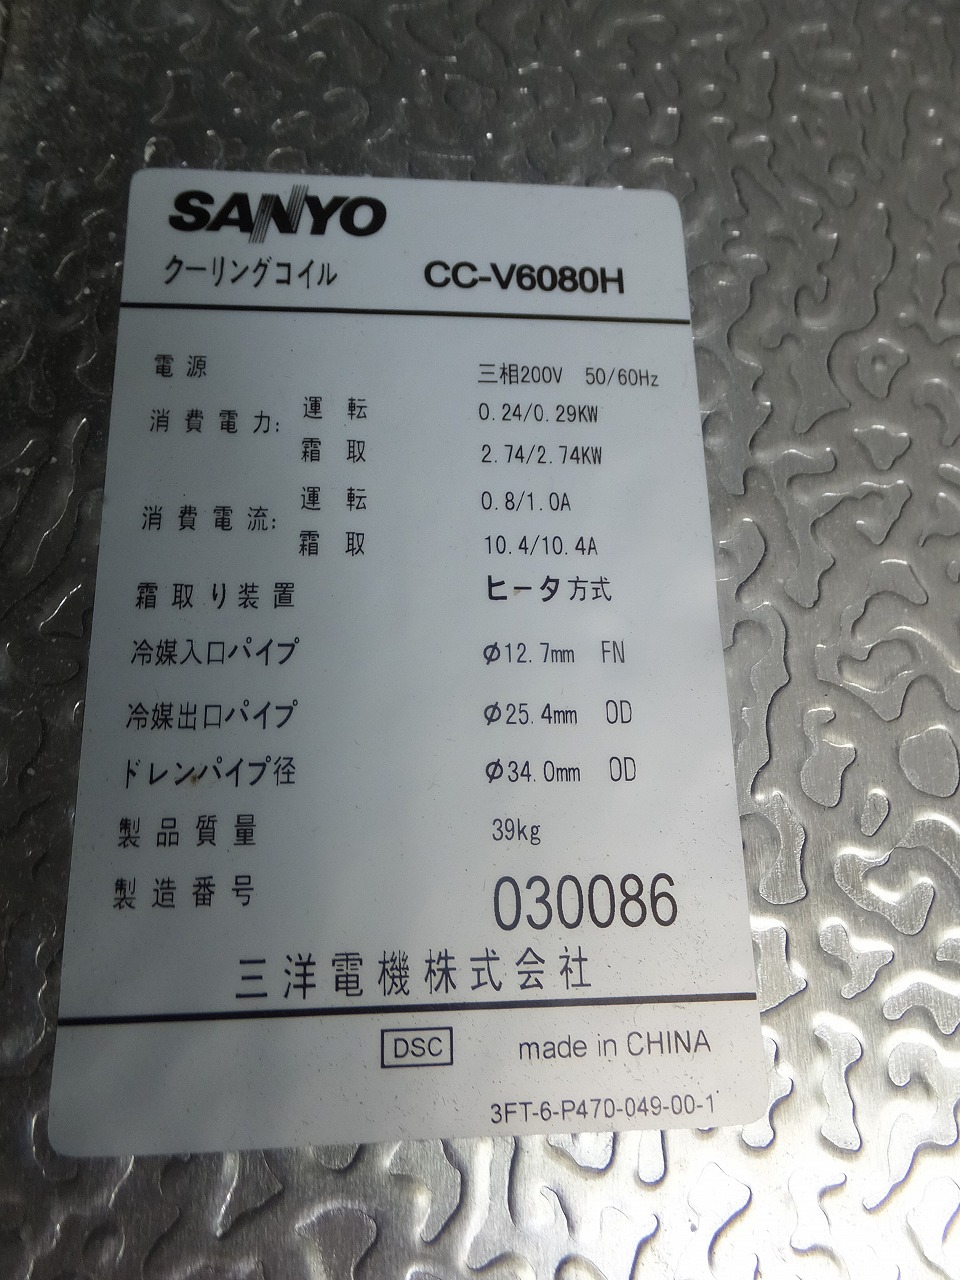 SANYO
クーリングコイル CC-V6080H
電源 三相200V 50/60Hz
消費電力: 運転 0.24/0.29KW
霜取 2.74/2.74KW
消費電流: 運転 0.8/1.0A
霜取 10.4/10.4A
霜取り装置 ヒータ方式
冷媒入口パイプ φ12.7mm FN
冷媒出口パイプ φ25.4mm OD
ドレンパイプ径 φ34.0mm OD
製品質量 39kg
製造番号 030086
三洋電機株式会社
DSC made in CHINA
3FT-6-P470-049-00-1